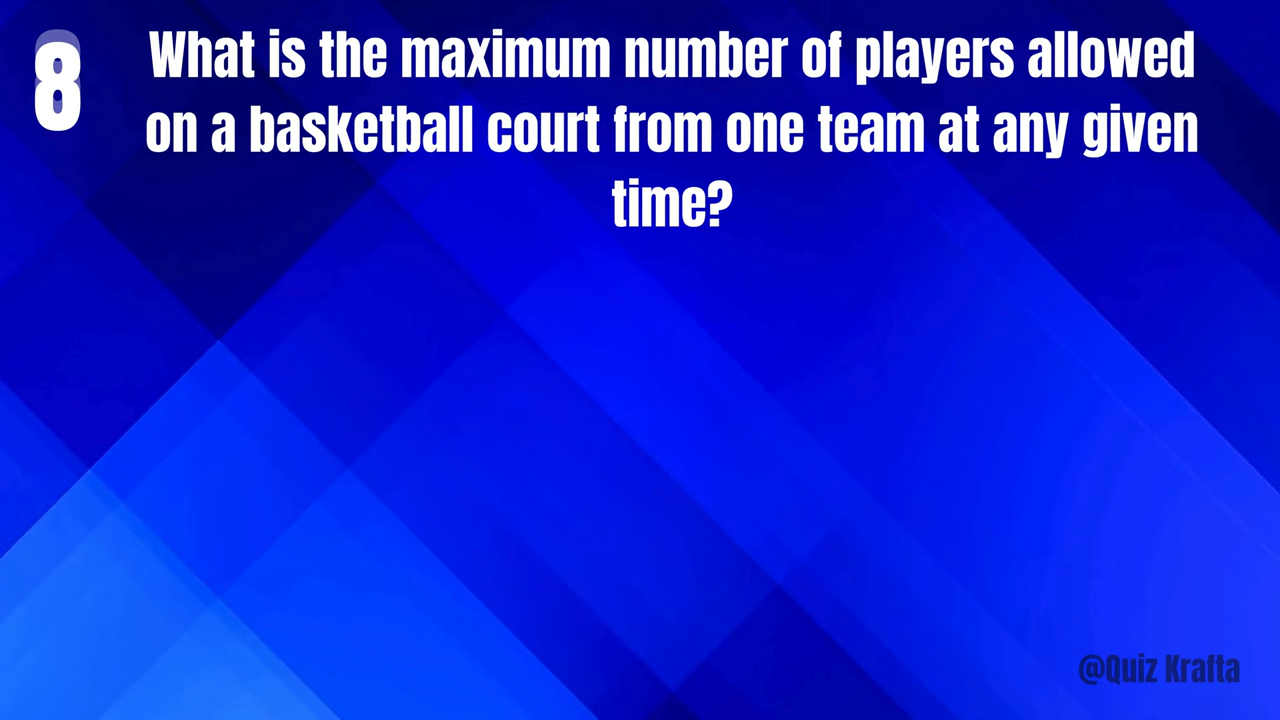 8
What is the maximum number of players allowed
on a basketball court from one team at any given
time?
@Quiz Krafta